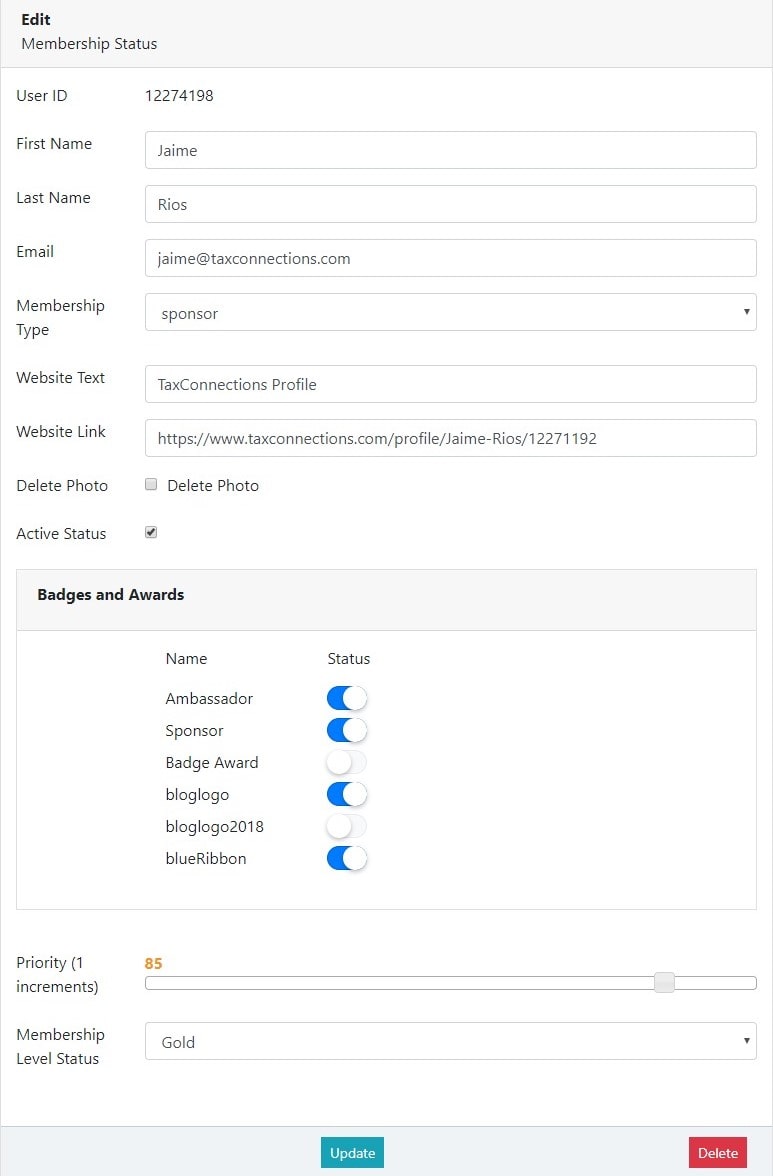 Edit
Membership Status
User ID 12274198
First Name Jaime
Last Name Rios
Email jaime@taxconnections.com
Membership
Type sponsor
Website Text TaxConnections Profile
Website Link https://www.taxconnections.com/profile/Jaime-Rios/12271192
Delete Photo Delete Photo
Active Status
Badges and Awards
Name Status
Ambassador
Sponsor
Badge Award
bloglogo
bloglogo2018
blueRibbon
Priority (1
increments) 85
Membership
Level Status Gold
Update Delete